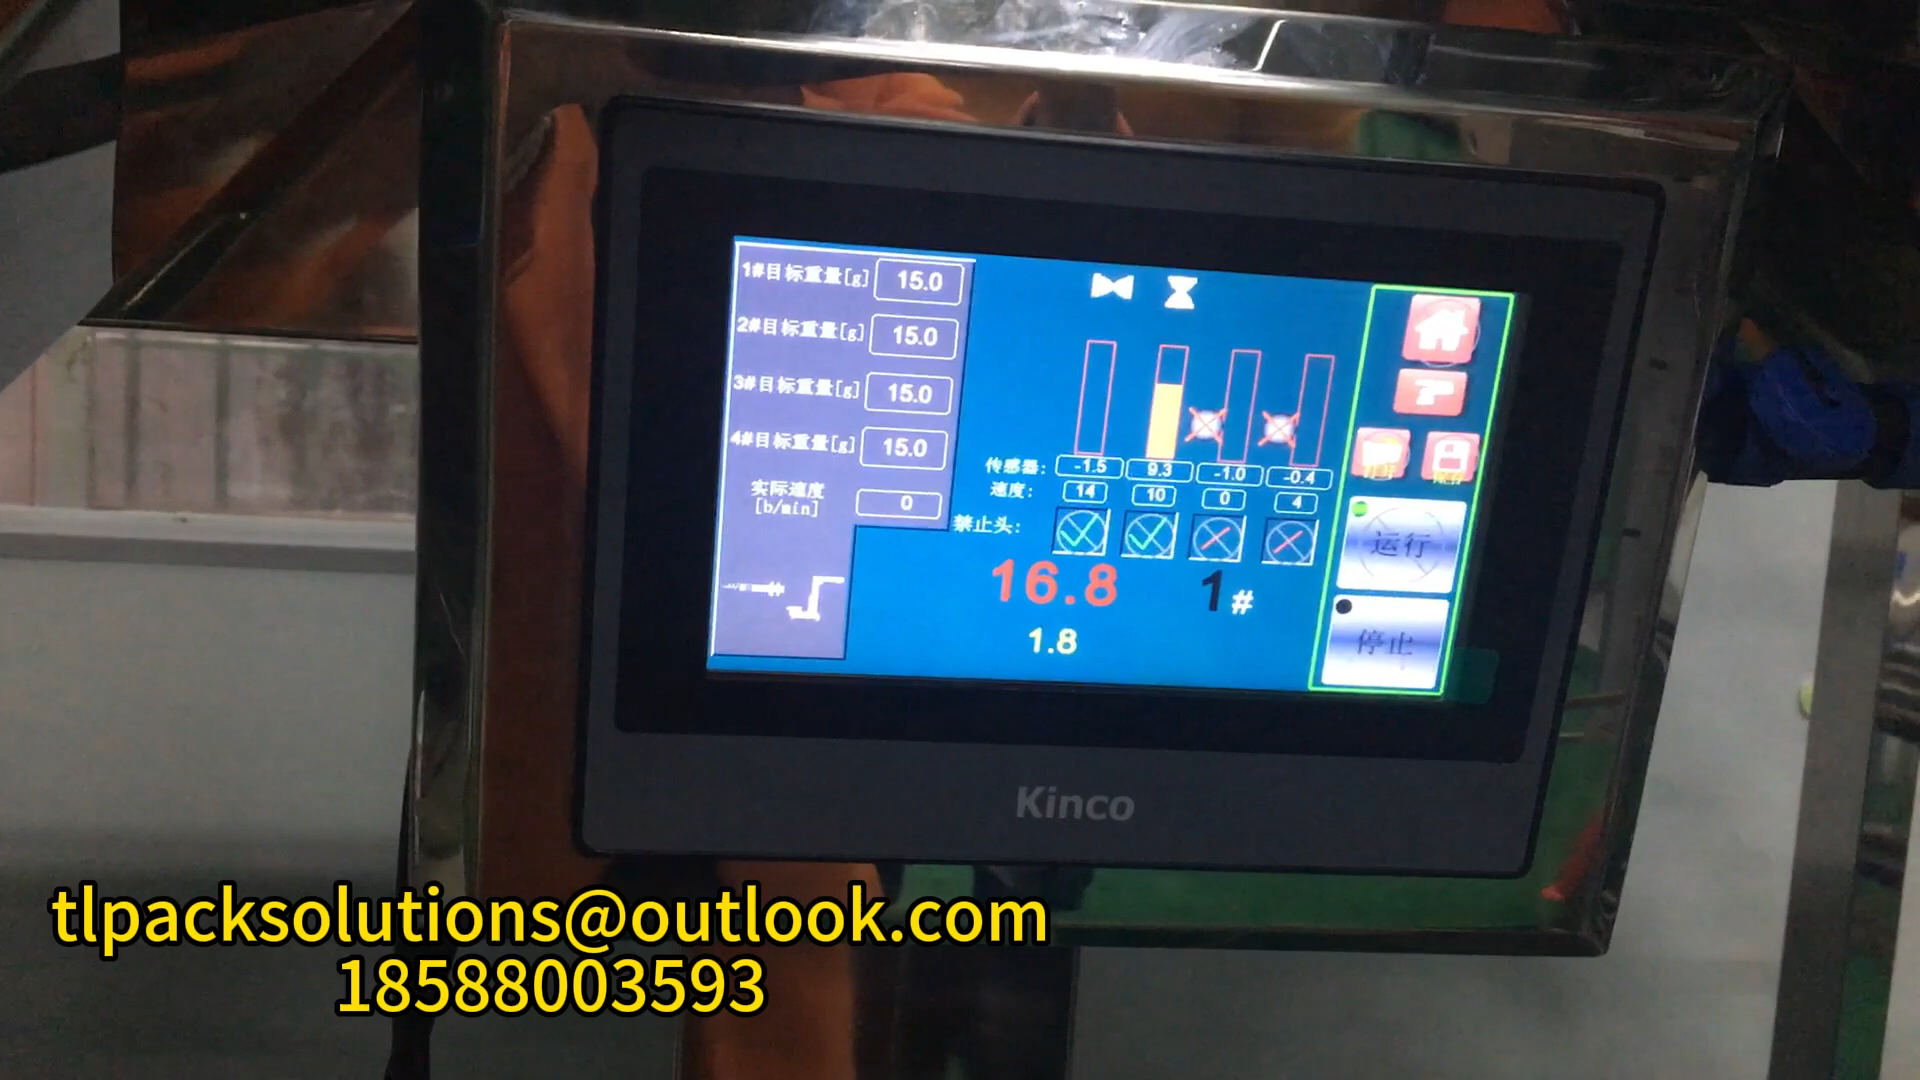 1#目标重量[g] 15.0
2#目标重量[g] 15.0
3#目标重量[g] 15.0
4#目标重量[g] 15.0
实际速度
[b/min] 0
传感器: -1.5 9.3 -1.0 -0.4
速度: 14 10 0 4
禁止头:
16.8 1#
1.8
保存
运行
停止
Kinco
tlpacksolutions@outlook.com
18588003593